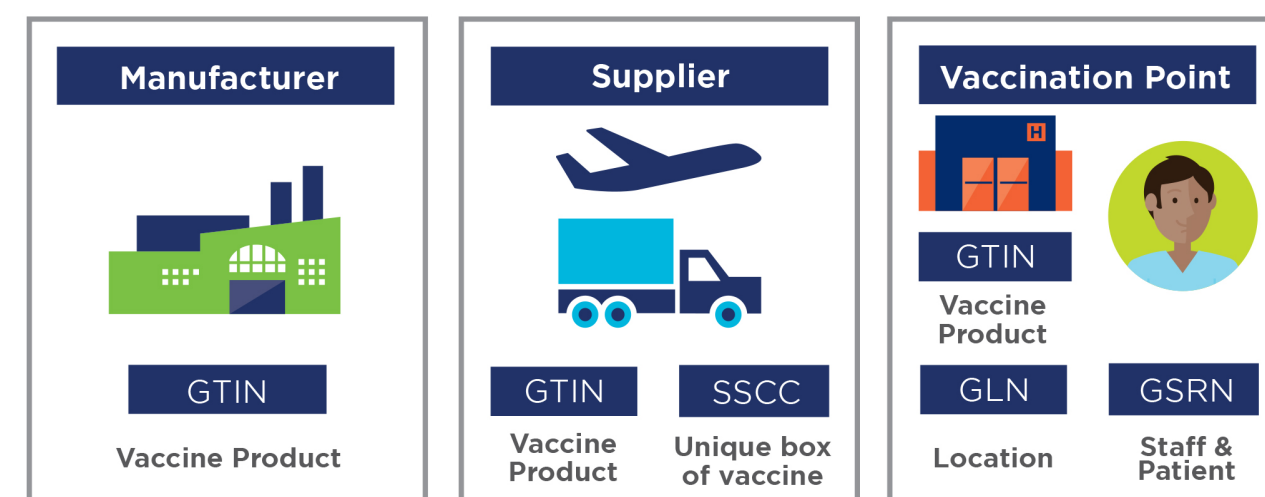 Manufacturer
GTIN
Vaccine Product
Supplier
GTIN
Vaccine
Product
SSCC
Unique box
of vaccine
Vaccination Point
H
GTIN
Vaccine
Product
GLN
Location
GSRN
Staff &
Patient